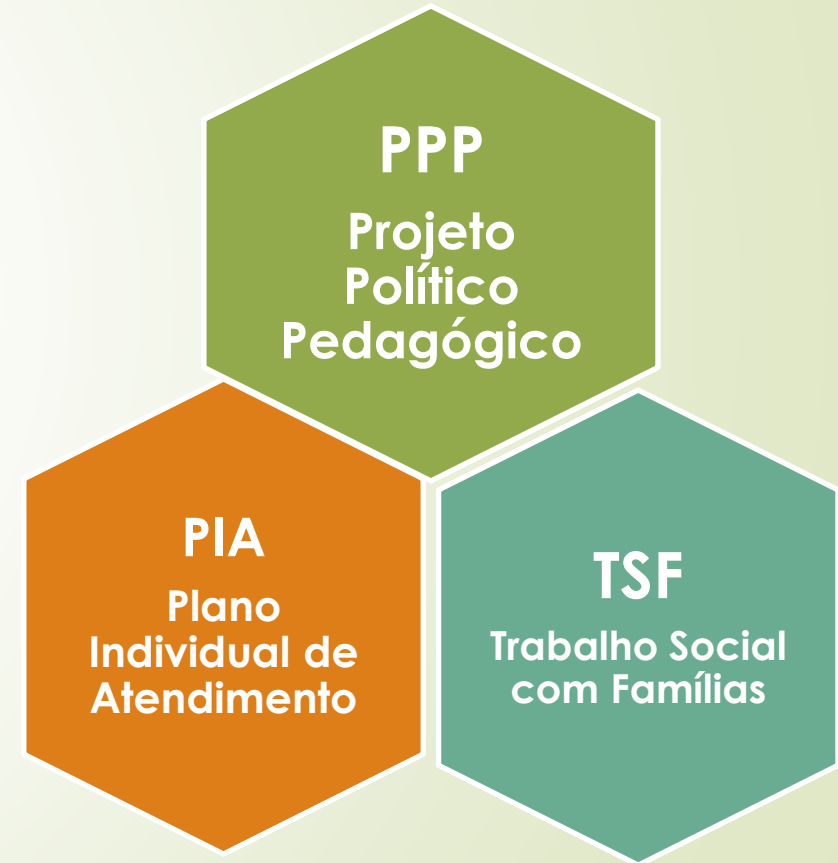 PPP
Projeto
Político
Pedagógico
PIA
Plano
Individual de
Atendimento
TSF
Trabalho Social
com Famílias